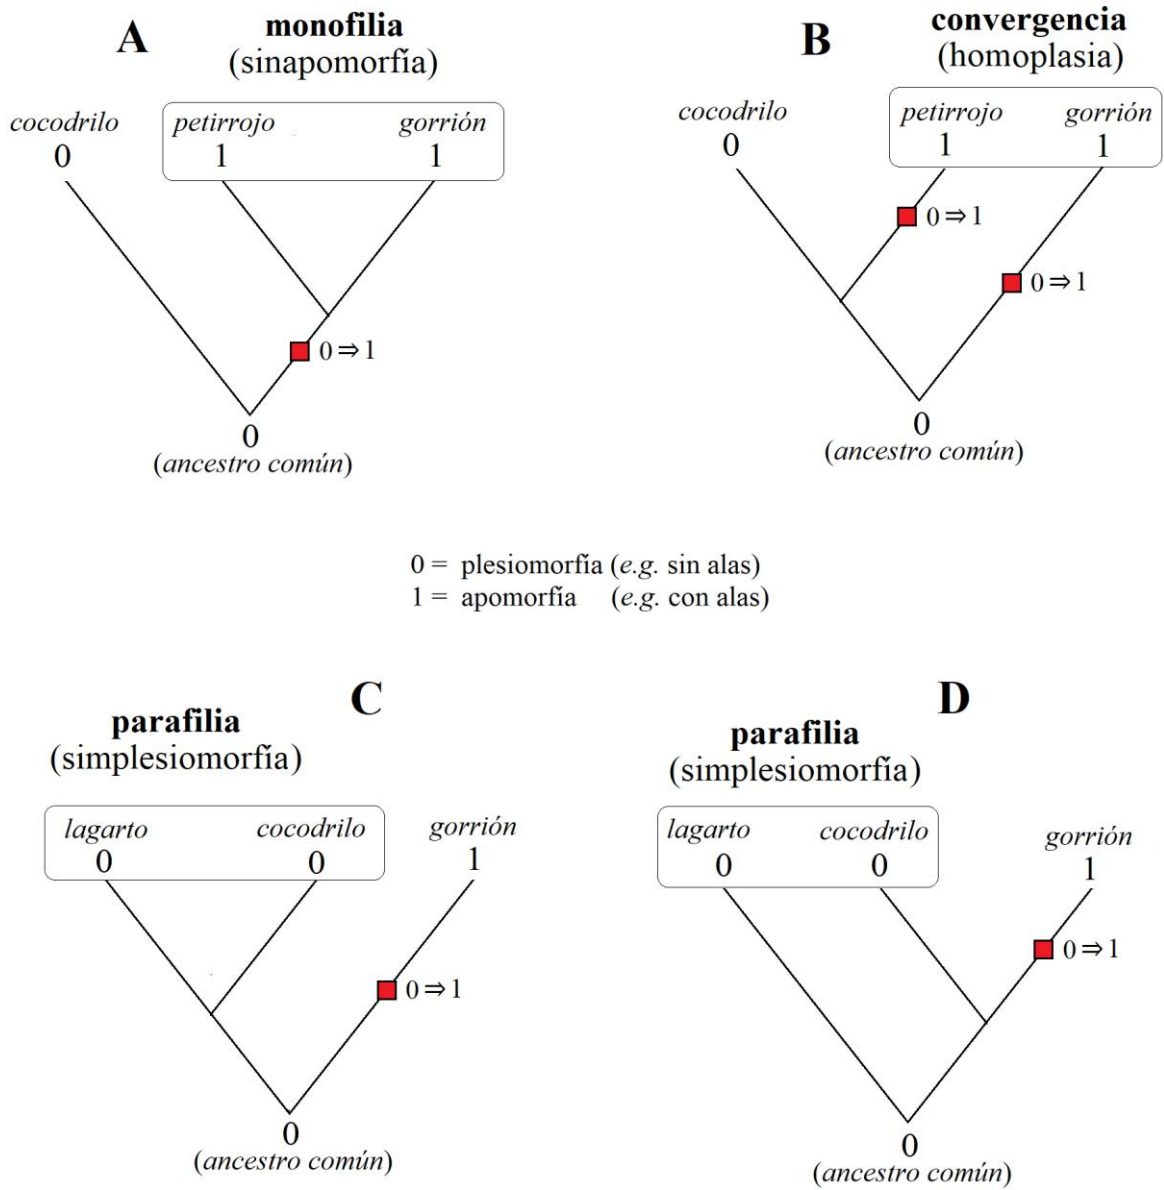 A
monofilia
(sinapomorfía)
cocodrilo
petirrojo
gorrión
0
1
1
0 ⇒ 1
0
(ancestro común)
B
convergencia
(homoplasia)
cocodrilo
petirrojo
gorrión
0
1
1
0 ⇒ 1
0 ⇒ 1
0
(ancestro común)
0 = plesiomorfía (e.g. sin alas)
1 = apomorfía (e.g. con alas)
C
parafilia
(simplesiomorfía)
lagarto
cocodrilo
gorrión
0
0
1
0 ⇒ 1
0
(ancestro común)
D
parafilia
(simplesiomorfía)
lagarto
cocodrilo
gorrión
0
0
1
0 ⇒ 1
0
(ancestro común)